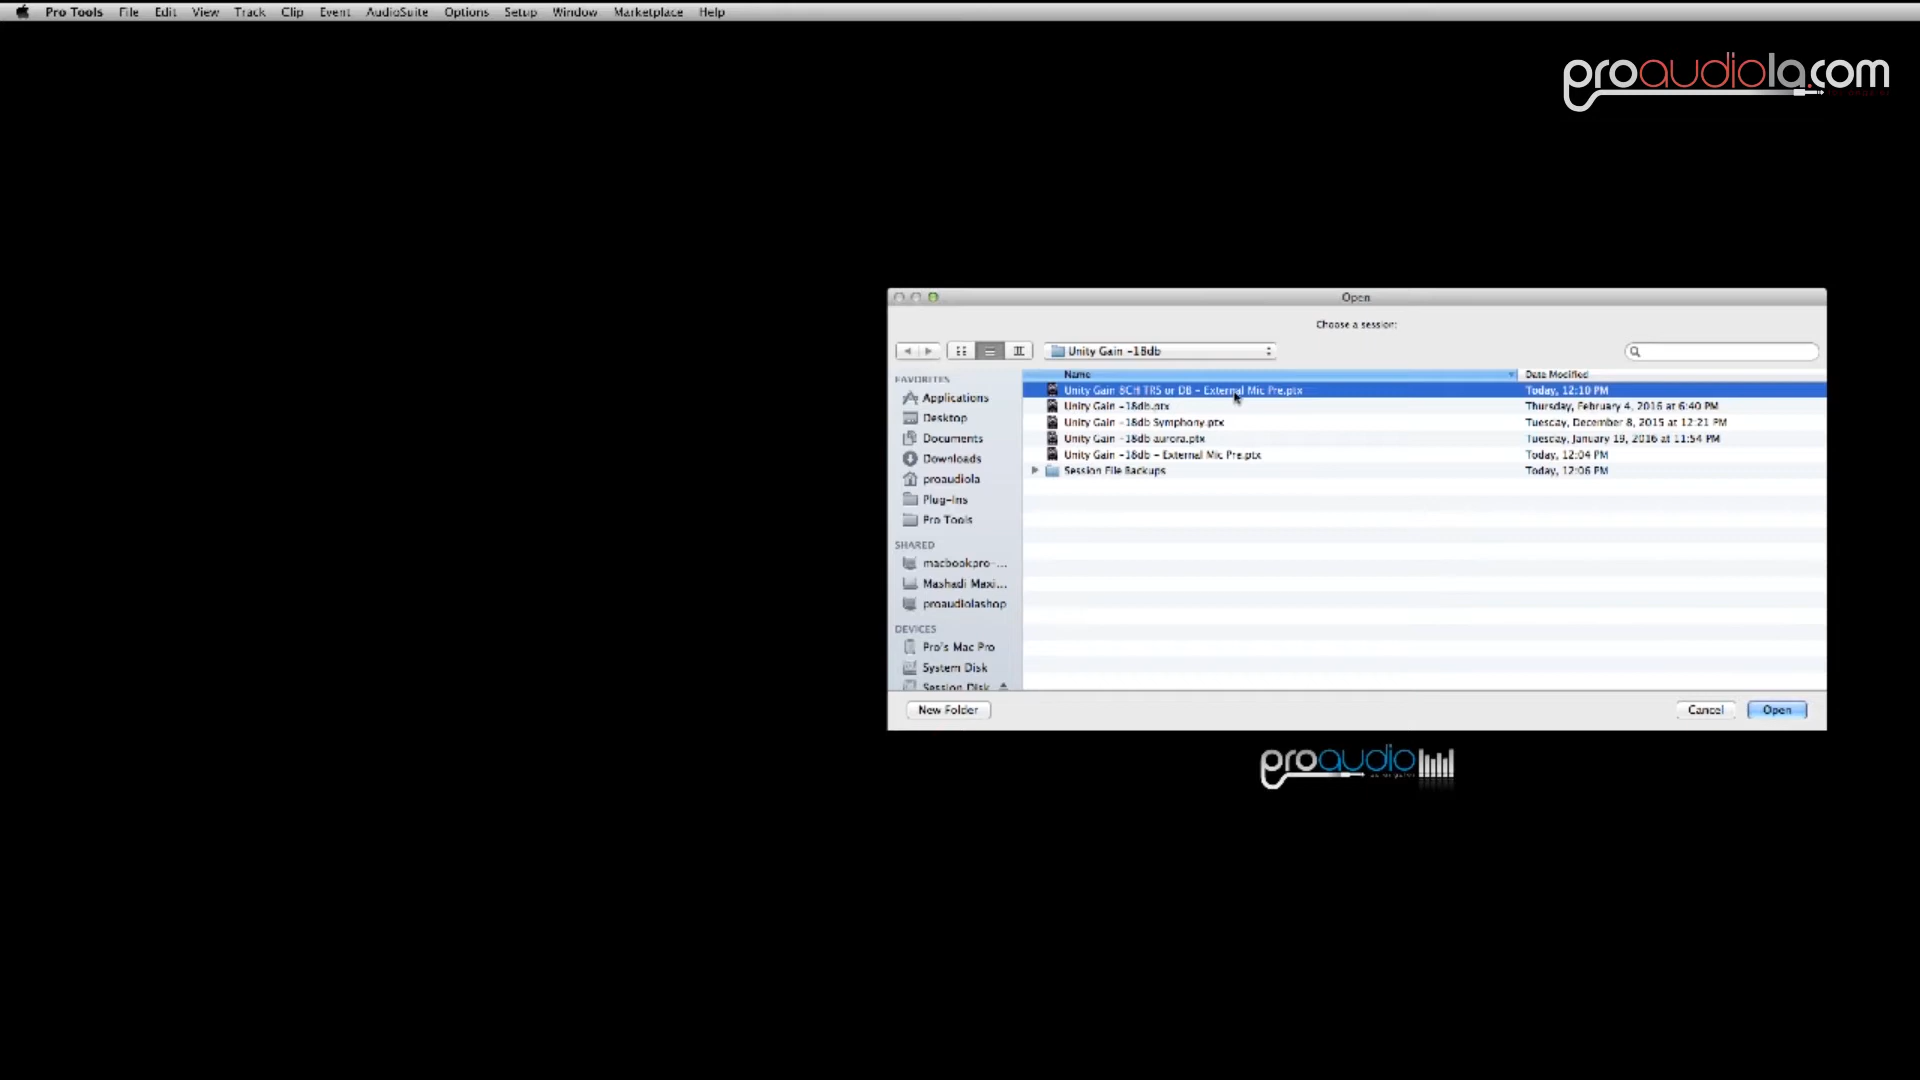 Pro Tools File Edit View Track Clip Event AudioSuite Options Setup Window Marketplace Help
proaudiola.com
Open
Choose a session:
Unity Gain -18db
FAVORITES
Applications
Desktop
Documents
Downloads
proaudiola
Plug-Ins
Pro Tools
SHARED
macbookpro-...
Mashadi Maxi...
proaudiolashop
DEVICES
Pro's Mac Pro
System Disk
Session Disk
Name Date Modified
Unity Gain 8CH TRS or DB - External Mic Pre.ptx Today, 12:10 PM
Unity Gain -18db.ptx Thursday, February 4, 2016 at 6:40 PM
Unity Gain -18db Symphony.ptx Tuesday, December 8, 2015 at 12:21 PM
Unity Gain -18db aurora.ptx Tuesday, January 19, 2016 at 11:54 PM
Unity Gain -18db - External Mic Pre.ptx Today, 12:04 PM
Session File Backups Today, 12:06 PM
New Folder Cancel Open
proaudio